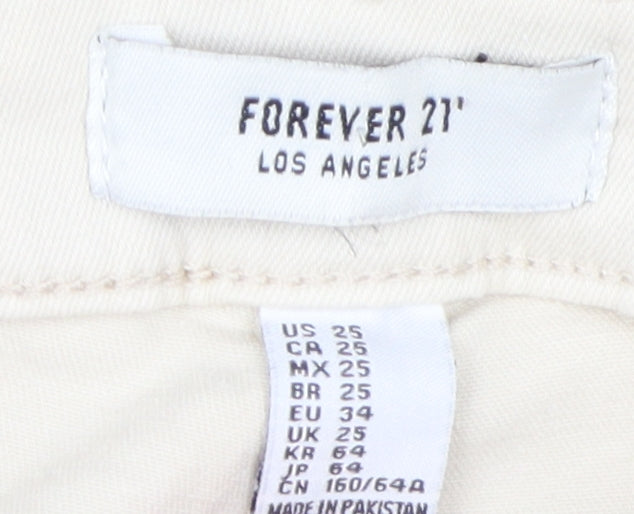 FOREVER 21'
LOS ANGELES
US 25
CA 25
MX 25
BR 25
EU 34
UK 25
KR 64
JP 64
CN 160/64A
MADE IN PAKISTAN